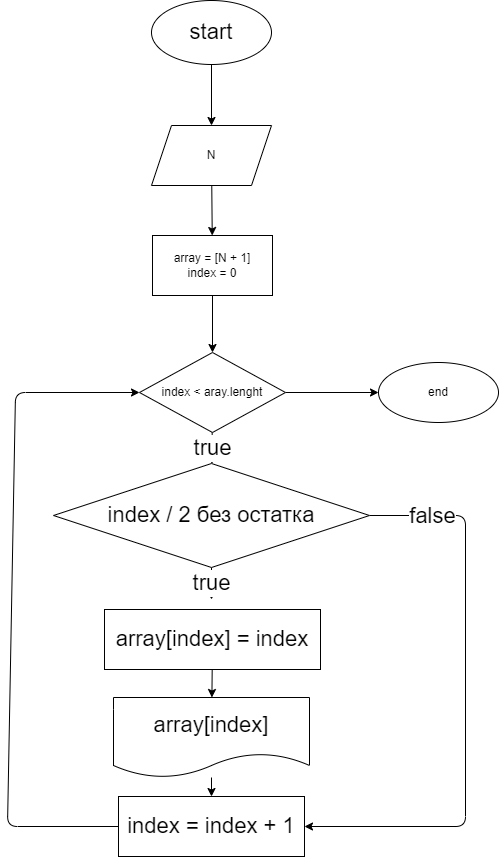 start
N
array = [N + 1]
index = 0
index < aray.lenght
end
true
index / 2 без остатка
false
true
array[index] = index
array[index]
index = index + 1